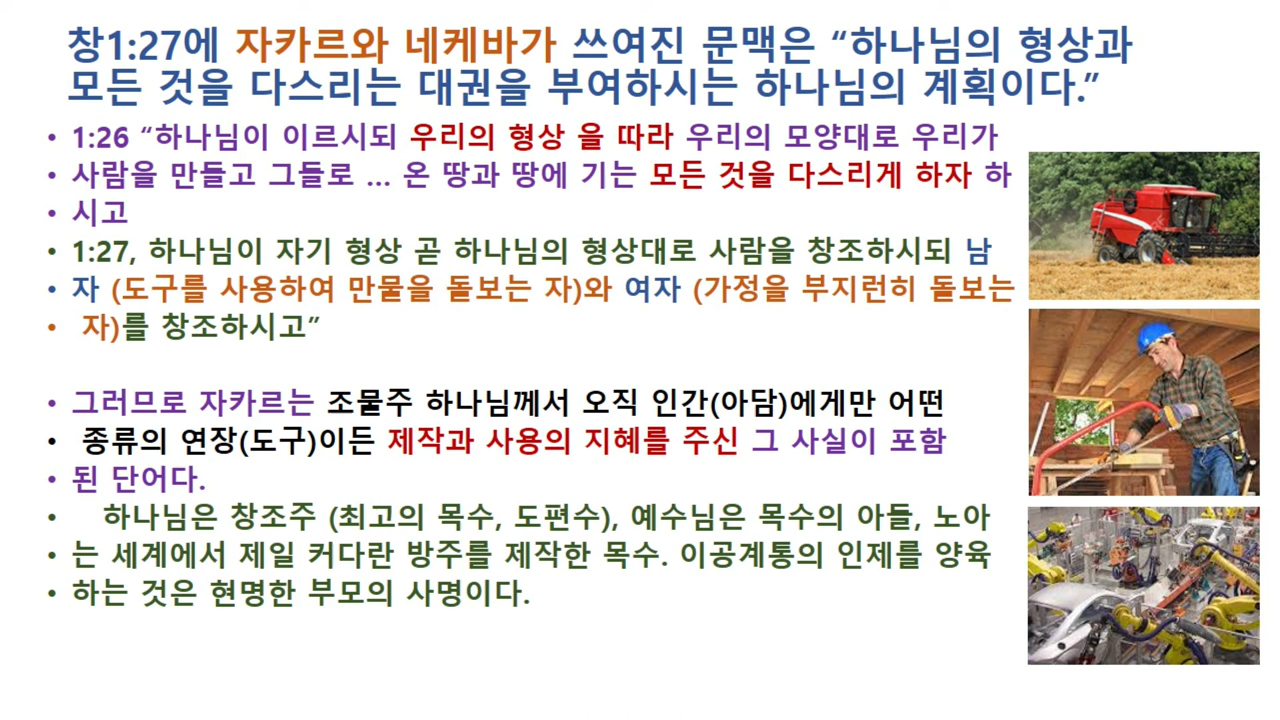 창1:27에 자카르와 네케바가 쓰여진 문맥은 “하나님의 형상과
모든 것을 다스리는 대권을 부여하시는 하나님의 계획이다.”
• 1:26 “하나님이 이르시되 우리의 형상 을 따라 우리의 모양대로 우리가
• 사람을 만들고 그들로 ... 온 땅과 땅에 기는 모든 것을 다스리게 하자 하
• 시고
• 1:27, 하나님이 자기 형상 곧 하나님의 형상대로 사람을 창조하시되 남
• 자 (도구를 사용하여 만물을 돌보는 자)와 여자 (가정을 부지런히 돌보는
• 자)를 창조하시고”
• 그러므로 자카르는 조물주 하나님께서 오직 인간(아담)에게만 어떤
• 종류의 연장(도구)이든 제작과 사용의 지혜를 주신 그 사실이 포함
• 된 단어다.
• 하나님은 창조주 (최고의 목수, 도편수), 예수님은 목수의 아들, 노아
• 는 세계에서 제일 커다란 방주를 제작한 목수. 이공계통의 인제를 양육
• 하는 것은 현명한 부모의 사명이다.